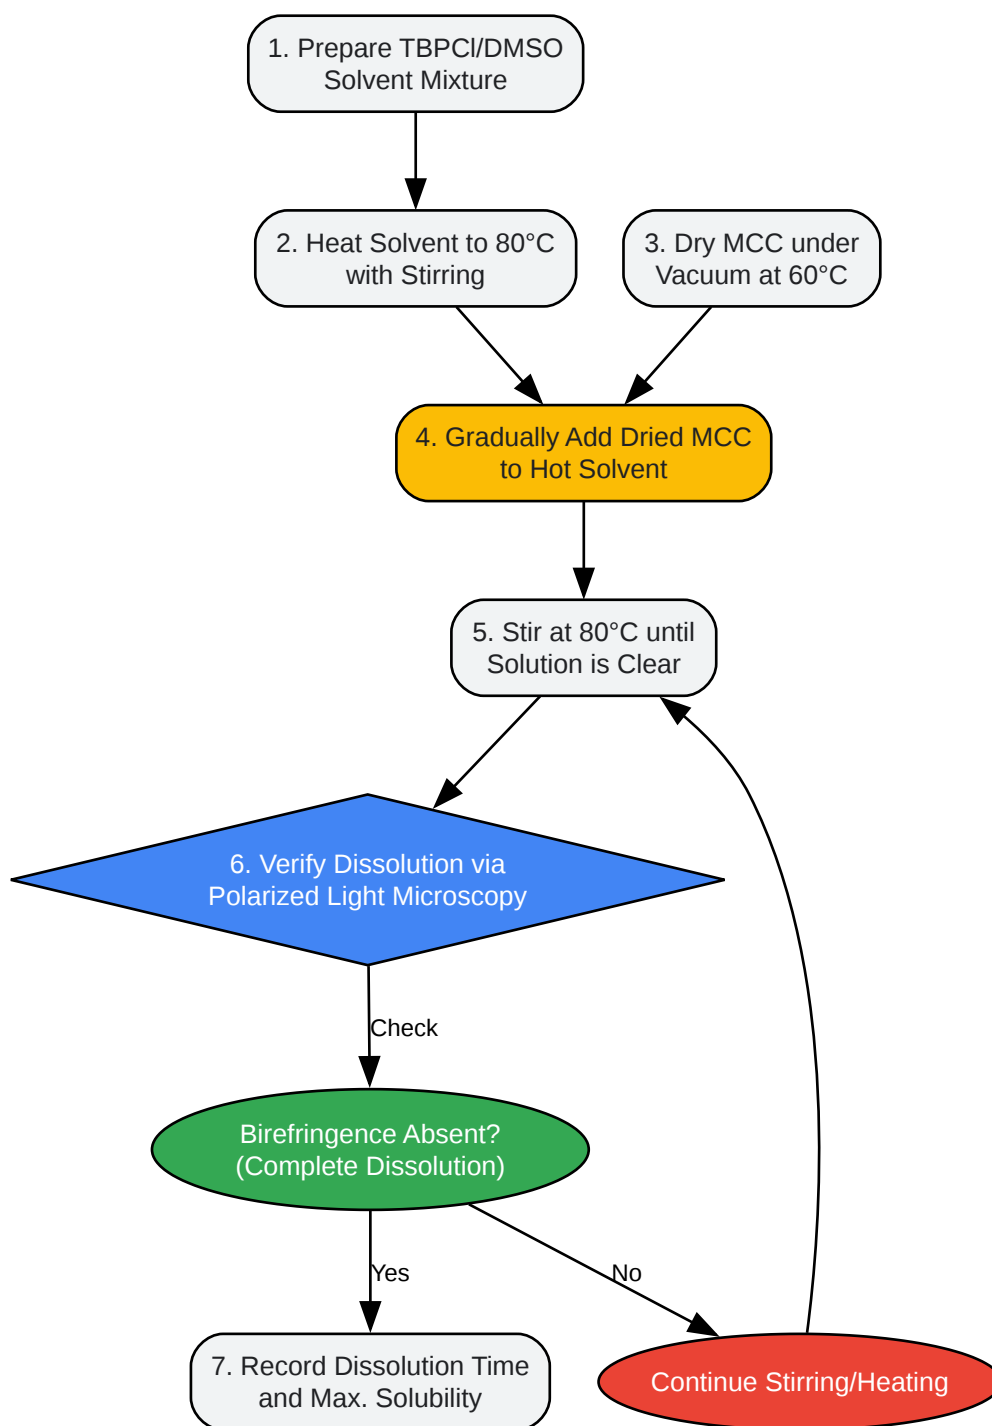 1. Prepare TBPCl/DMSO
Solvent Mixture
2. Heat Solvent to 80°C
with Stirring
3. Dry MCC under
Vacuum at 60°C
4. Gradually Add Dried MCC
to Hot Solvent
5. Stir at 80°C until
Solution is Clear
6. Verify Dissolution via
Polarized Light Microscopy
Check
Birefringence Absent?
(Complete Dissolution)
Yes
No
7. Record Dissolution Time
and Max. Solubility
Continue Stirring/Heating